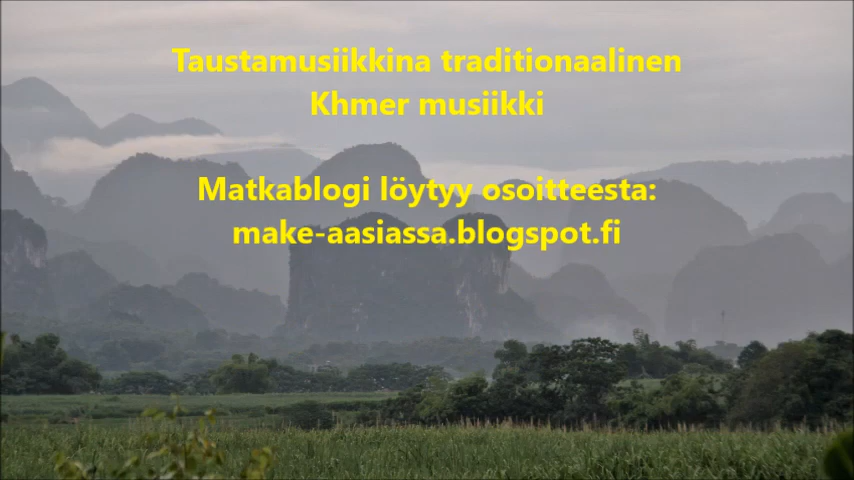 Taustamusiikkina traditionaalinen
Khmer musiikki
Matkablogi löytyy osoitteesta:
make-aasiassa.blogspot.fi